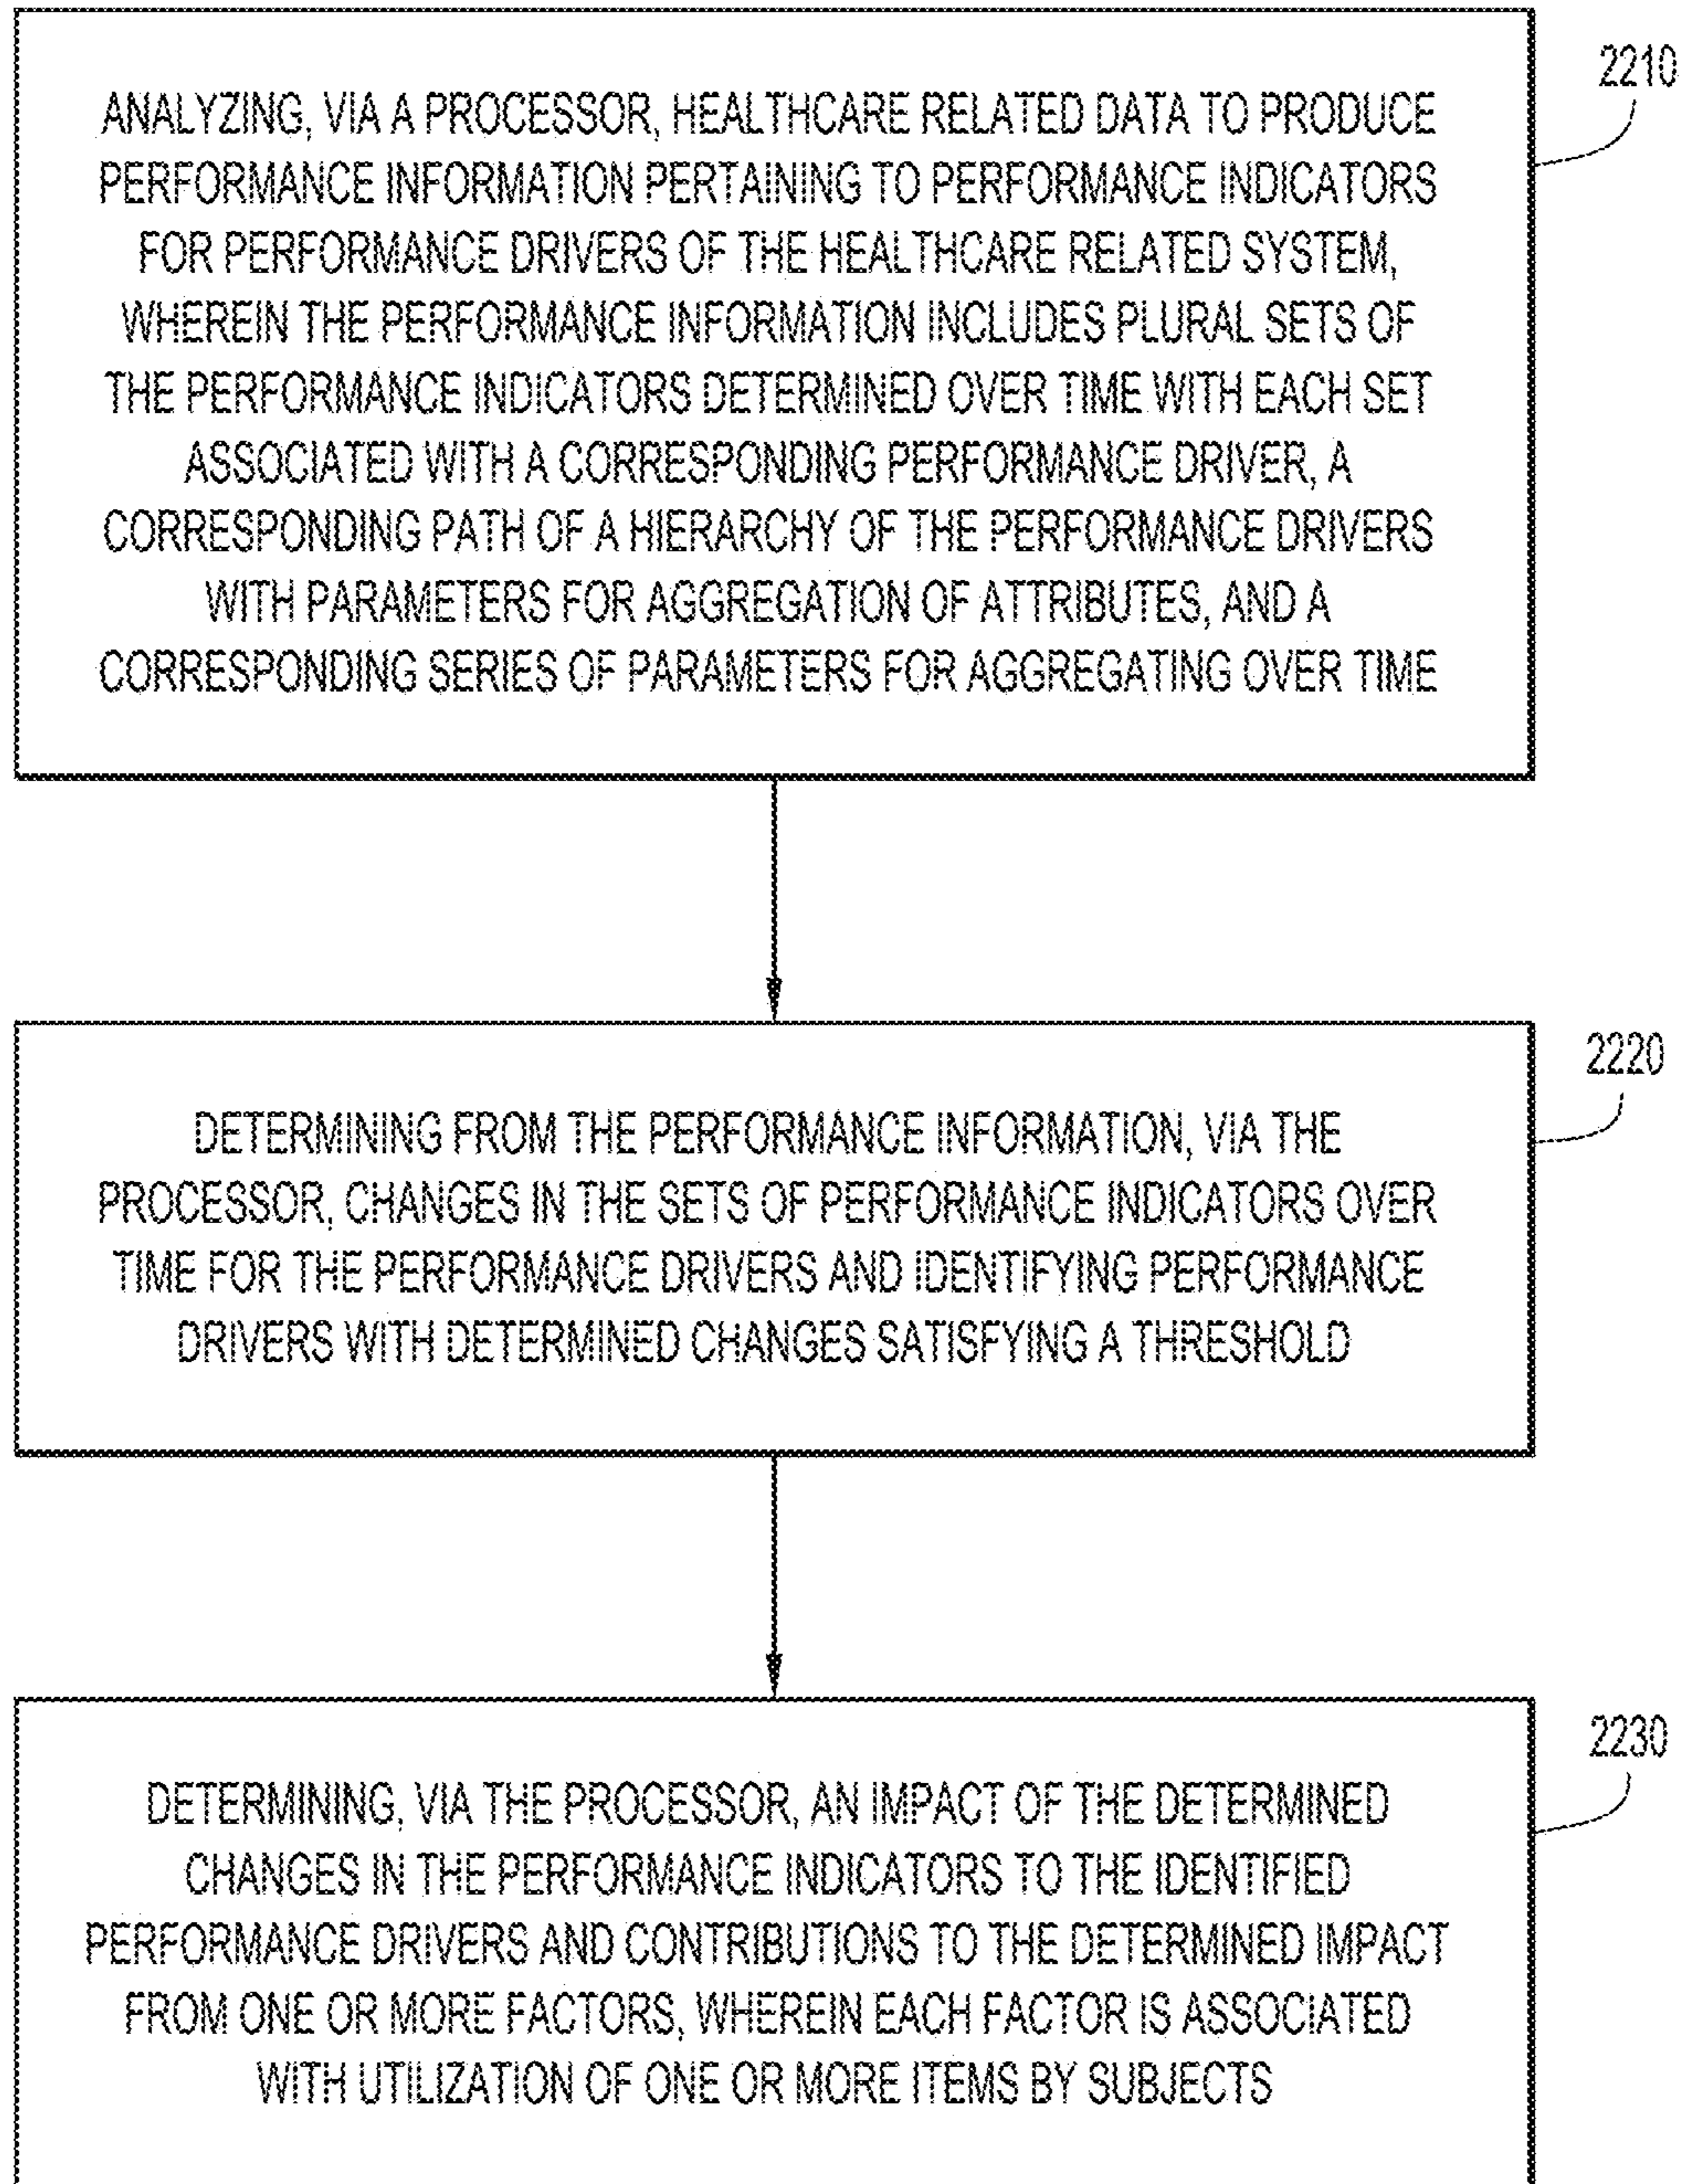 2210
ANALYZING, VIA A PROCESSOR, HEALTHCARE RELATED DATA TO PRODUCE
PERFORMANCE INFORMATION PERTAINING TO PERFORMANCE INDICATORS
FOR PERFORMANCE DRIVERS OF THE HEALTHCARE RELATED SYSTEM,
WHEREIN THE PERFORMANCE INFORMATION INCLUDES PLURAL SETS OF
THE PERFORMANCE INDICATORS DETERMINED OVER TIME WITH EACH SET
ASSOCIATED WITH A CORRESPONDING PERFORMANCE DRIVER, A
CORRESPONDING PATH OF A HIERARCHY OF THE PERFORMANCE DRIVERS
WITH PARAMETERS FOR AGGREGATION OF ATTRIBUTES, AND A
CORRESPONDING SERIES OF PARAMETERS FOR AGGREGATING OVER TIME
2220
DETERMINING FROM THE PERFORMANCE INFORMATION, VIA THE
PROCESSOR, CHANGES IN THE SETS OF PERFORMANCE INDICATORS OVER
TIME FOR THE PERFORMANCE DRIVERS AND IDENTIFYING PERFORMANCE
DRIVERS WITH DETERMINED CHANGES SATISFYING A THRESHOLD
2230
DETERMINING, VIA THE PROCESSOR, AN IMPACT OF THE DETERMINED
CHANGES IN THE PERFORMANCE INDICATORS TO THE IDENTIFIED
PERFORMANCE DRIVERS AND CONTRIBUTIONS TO THE DETERMINED IMPACT
FROM ONE OR MORE FACTORS, WHEREIN EACH FACTOR IS ASSOCIATED
WITH UTILIZATION OF ONE OR MORE ITEMS BY SUBJECTS